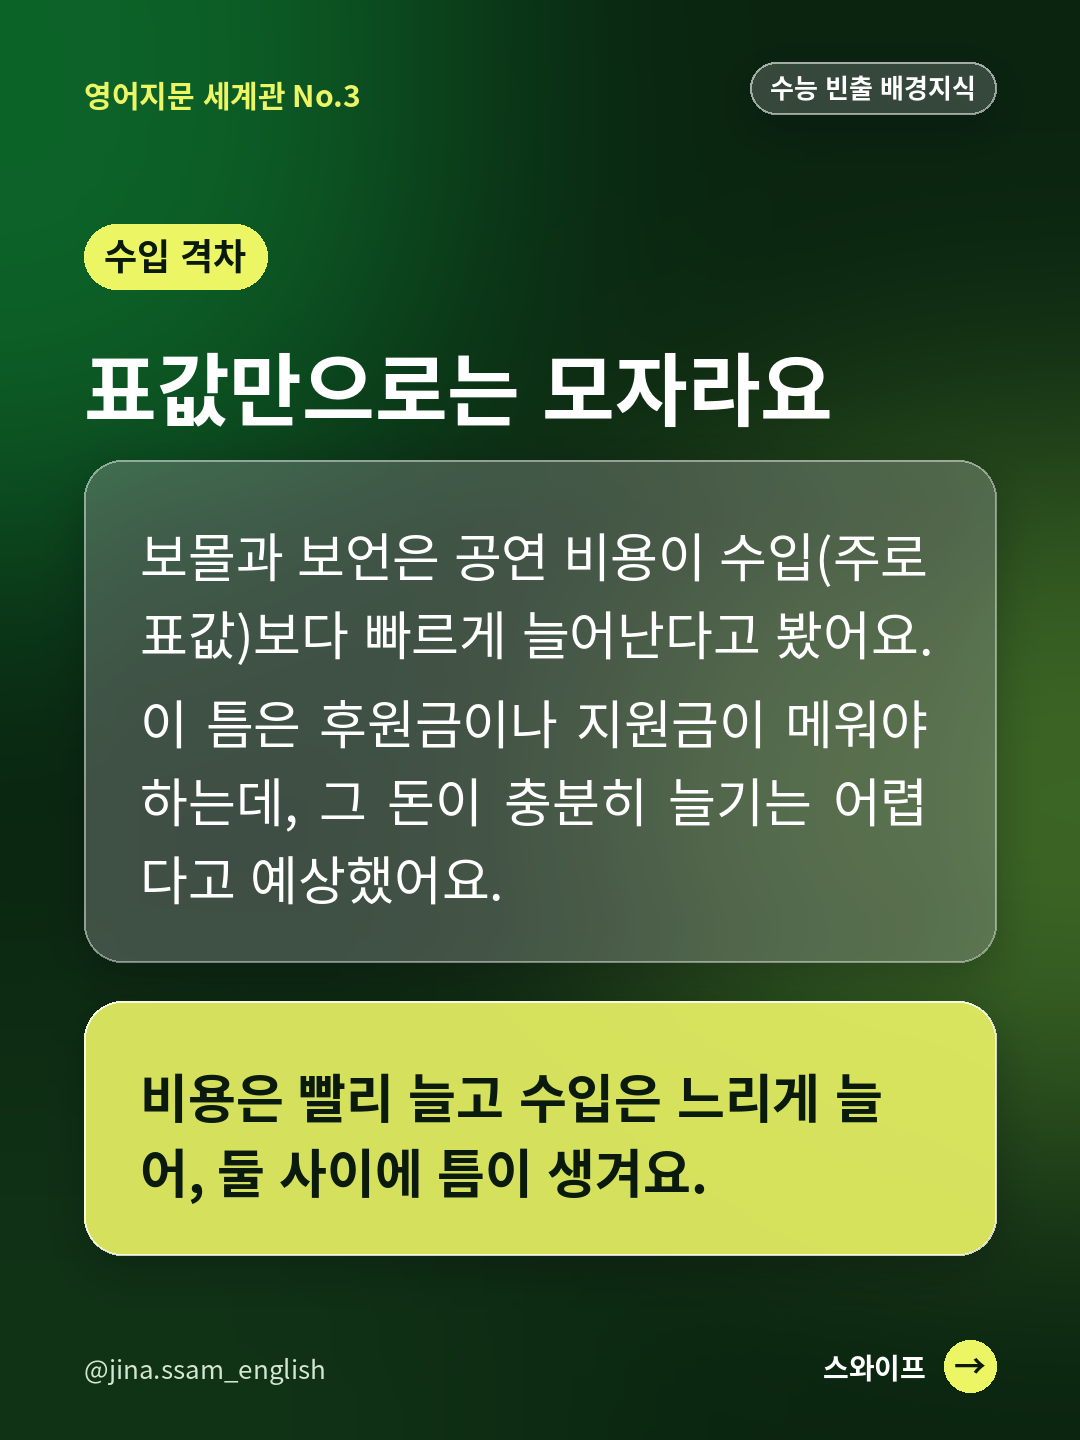 영어지문 세계관 No.3
수능 빈출 배경지식
수입 격차
표값만으로는 모자라요
보몰과 보언은 공연 비용이 수입(주로
표값)보다 빠르게 늘어난다고 봤어요.
이 틈은 후원금이나 지원금이 메워야
하는데, 그 돈이 충분히 늘기는 어렵
다고 예상했어요.
비용은 빨리 늘고 수입은 느리게 늘
어, 둘 사이에 틈이 생겨요.
@jina.ssam_english
스와이프 →